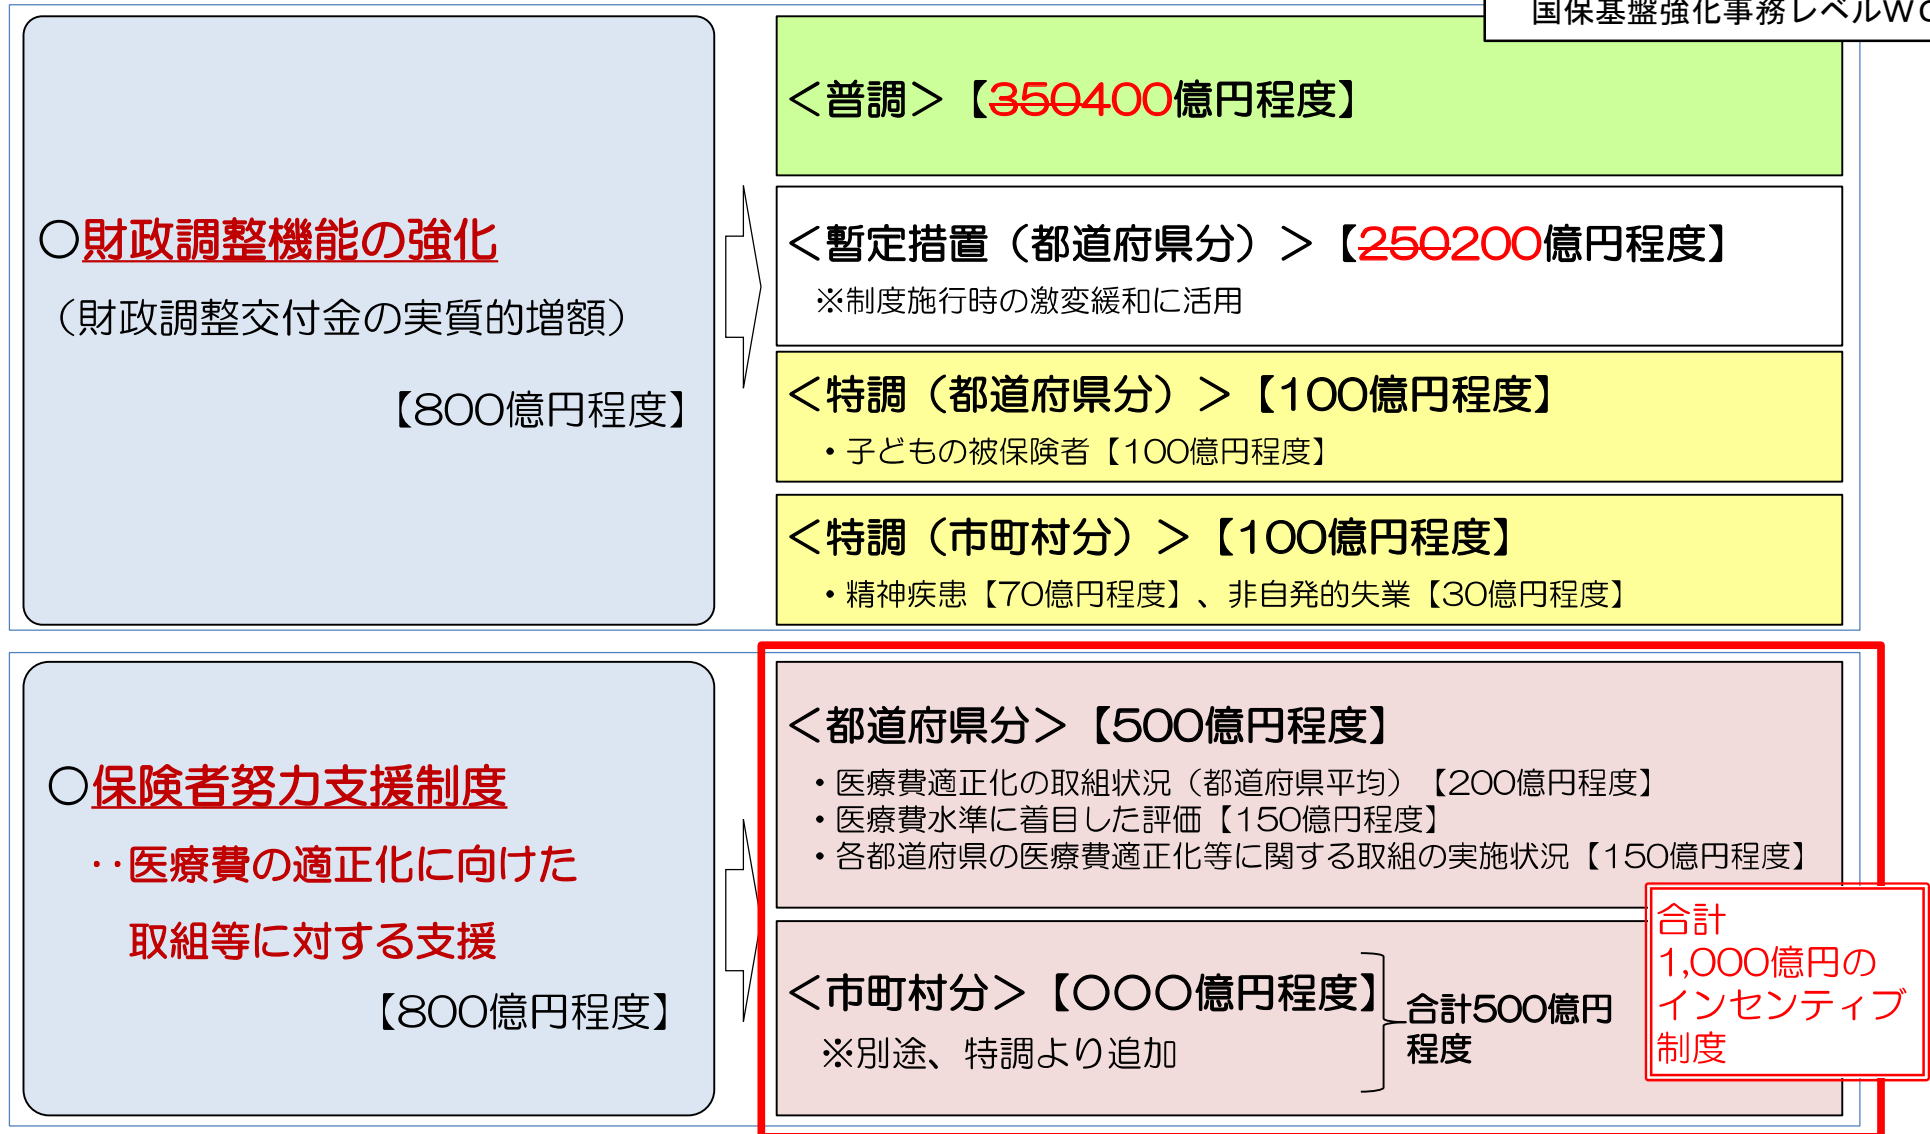 国保基盤強化事務レベルWG
○財政調整機能の強化
（財政調整交付金の実質的増額）
【800億円程度】
＜普調＞【350400億円程度】
＜暫定措置（都道府県分）＞【250200億円程度】
※制度施行時の激変緩和に活用
＜特調（都道府県分）＞【100億円程度】
・子どもの被保険者【100億円程度】
＜特調（市町村分）＞【100億円程度】
・精神疾患【70億円程度】、非自発的失業【30億円程度】
○保険者努力支援制度
‥医療費の適正化に向けた
取組等に対する支援
【800億円程度】
＜都道府県分＞【500億円程度】
・医療費適正化の取組状況（都道府県平均）【200億円程度】
・医療費水準に着目した評価【150億円程度】
・各都道府県の医療費適正化等に関する取組の実施状況【150億円程度】
＜市町村分＞【〇〇〇億円程度】
※別途、特調より追加
合計500億円
程度
合計
1,000億円の
インセンティブ
制度